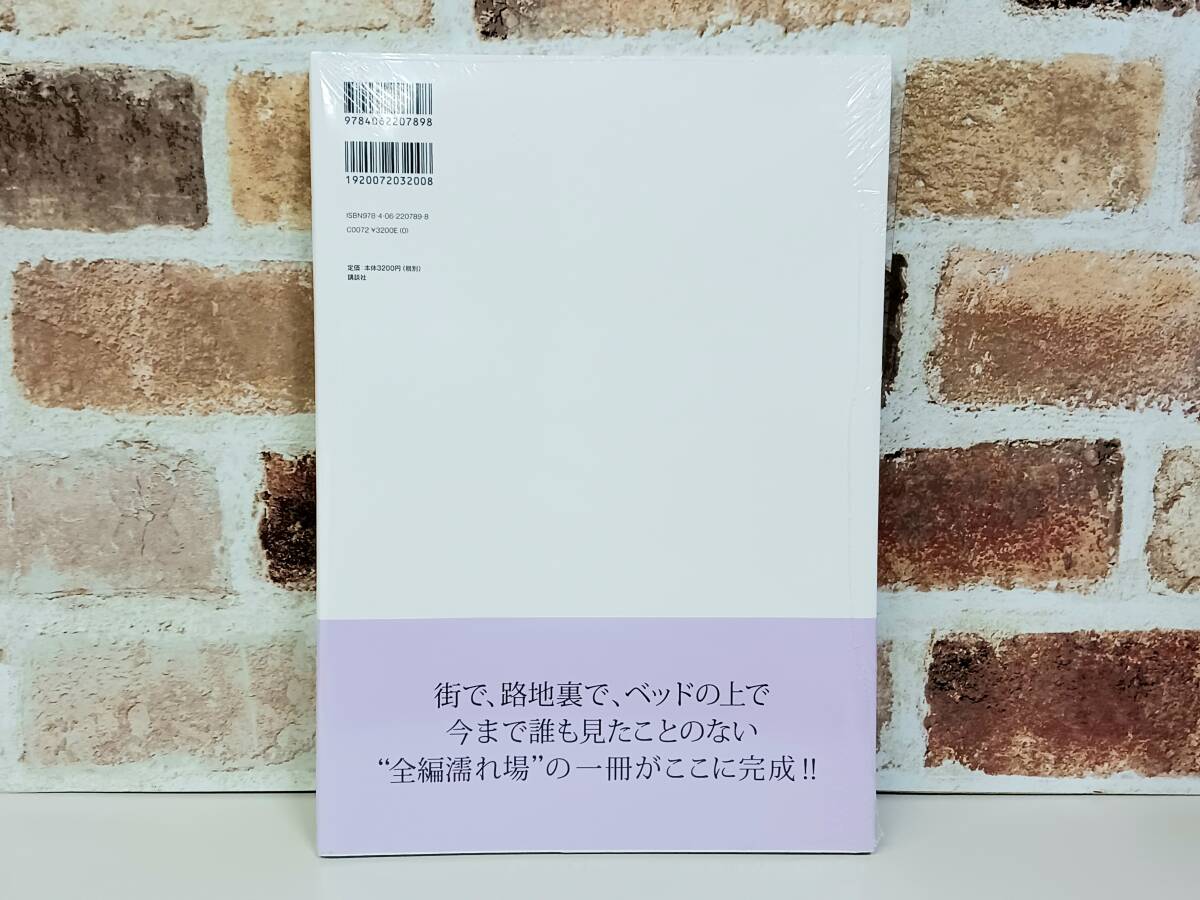 9784062207898
1920072032008
ISBN978-4-06-220789-8
C0072 ¥3200E (0)
定価：本体3200円（税別）
講談社
街で、路地裏で、ベッドの上で
今まで誰も見たことのない
“全編濡れ場”の一冊がここに完成!!